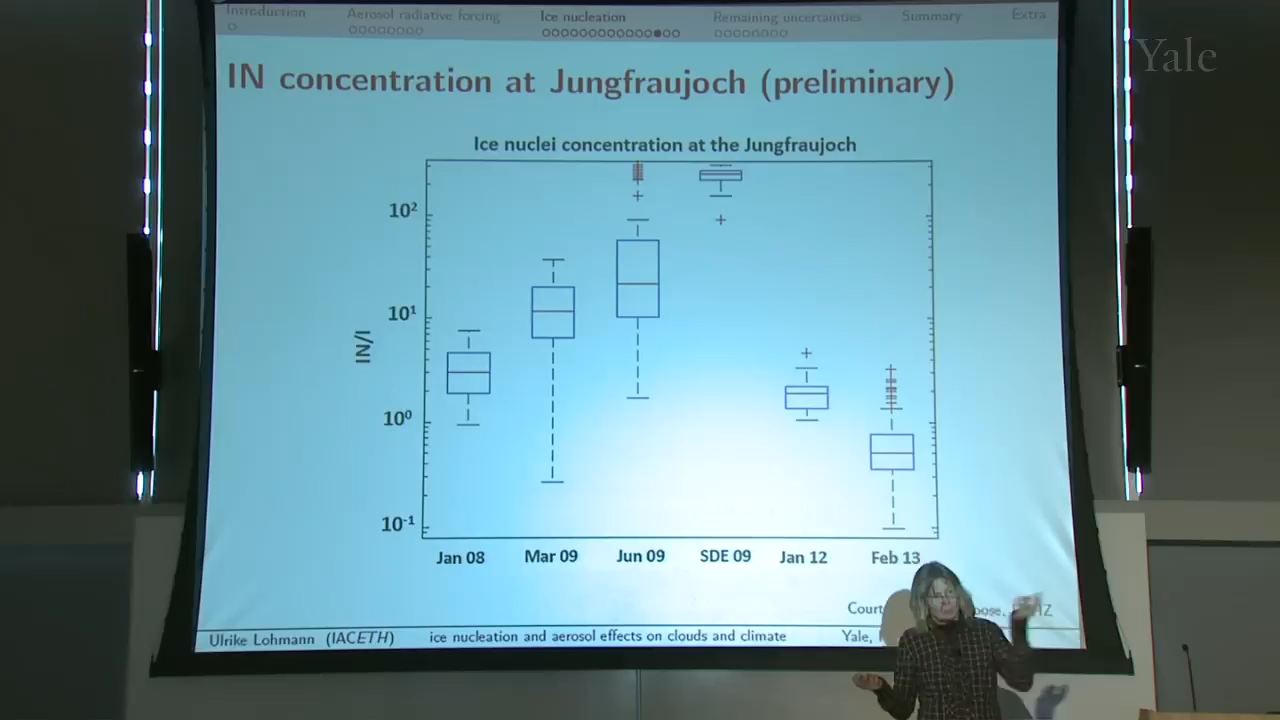 Introduction Aerosol radiative forcing Ice nucleation Remaining uncertainties Summary Extra
Yale
IN concentration at Jungfraujoch (preliminary)
Ice nuclei concentration at the Jungfraujoch
10²
10¹
10⁰
10⁻¹
IN/l
Jan 08 Mar 09 Jun 09 SDE 09 Jan 12 Feb 13
Ulrike Lohmann (IACETH) ice nucleation and aerosol effects on clouds and climate Yale,